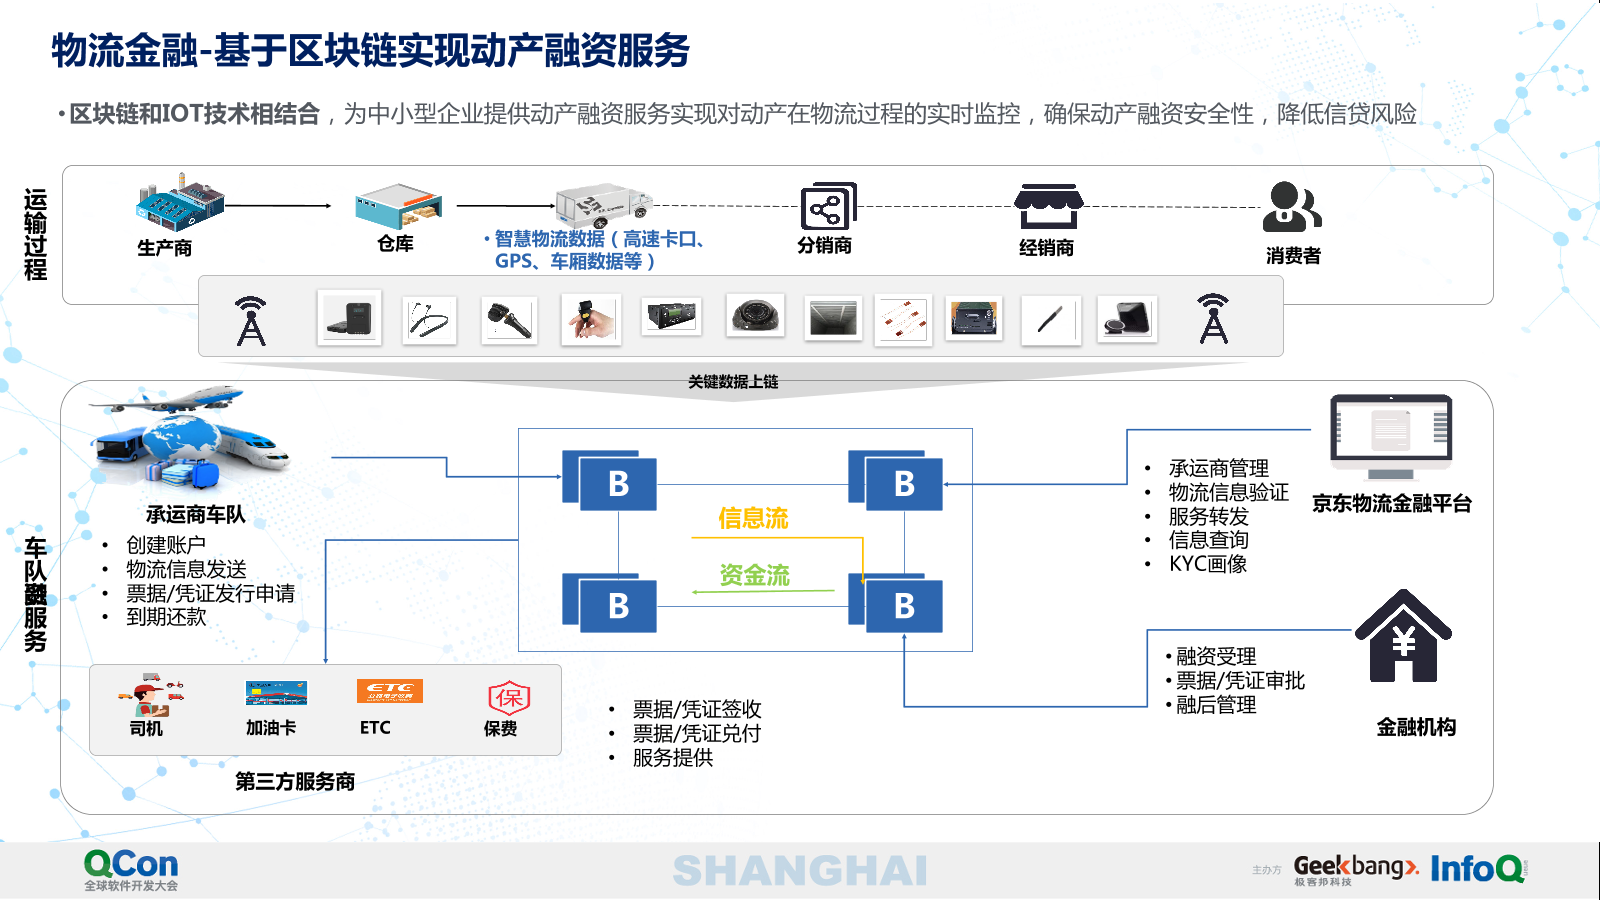 物流金融-基于区块链实现动产融资服务
•区块链和IOT技术相结合，为中小型企业提供动产融资服务实现对动产在物流过程的实时监控，确保动产融资安全性，降低信贷风险
运输过程
生产商
仓库
• 智慧物流数据（高速卡口、
GPS、车厢数据等）
分销商
经销商
消费者
关键数据上链
车队
服务
承运商车队
• 创建账户
• 物流信息发送
• 票据/凭证发行申请
• 到期还款
B
B
信息流
资金流
B
B
• 承运商管理
• 物流信息验证
• 服务转发
• 信息查询
• KYC画像
京东物流金融平台
• 融资受理
• 票据/凭证审批
• 融后管理
¥
金融机构
ETC
保
司机
加油卡
ETC
保费
第三方服务商
• 票据/凭证签收
• 票据/凭证兑付
• 服务提供
QCon
全球软件开发大会
SHANGHAI
主办方
Geekbang>.
极客邦科技
InfoQ